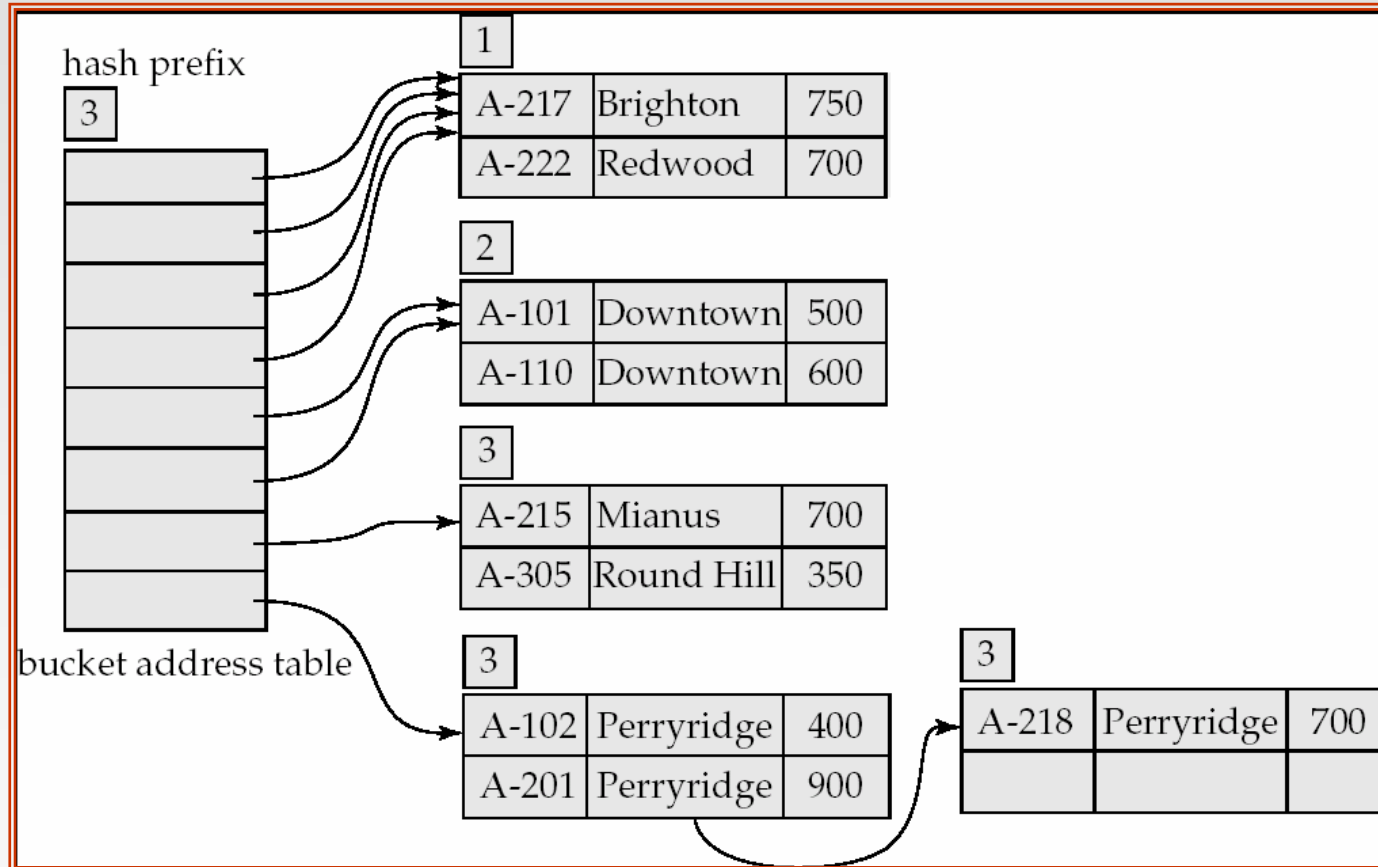 hash prefix
3
bucket address table
1
A-217 Brighton 750
A-222 Redwood 700
2
A-101 Downtown 500
A-110 Downtown 600
3
A-215 Mianus 700
A-305 Round Hill 350
3
A-102 Perryridge 400
A-201 Perryridge 900
3
A-218 Perryridge 700